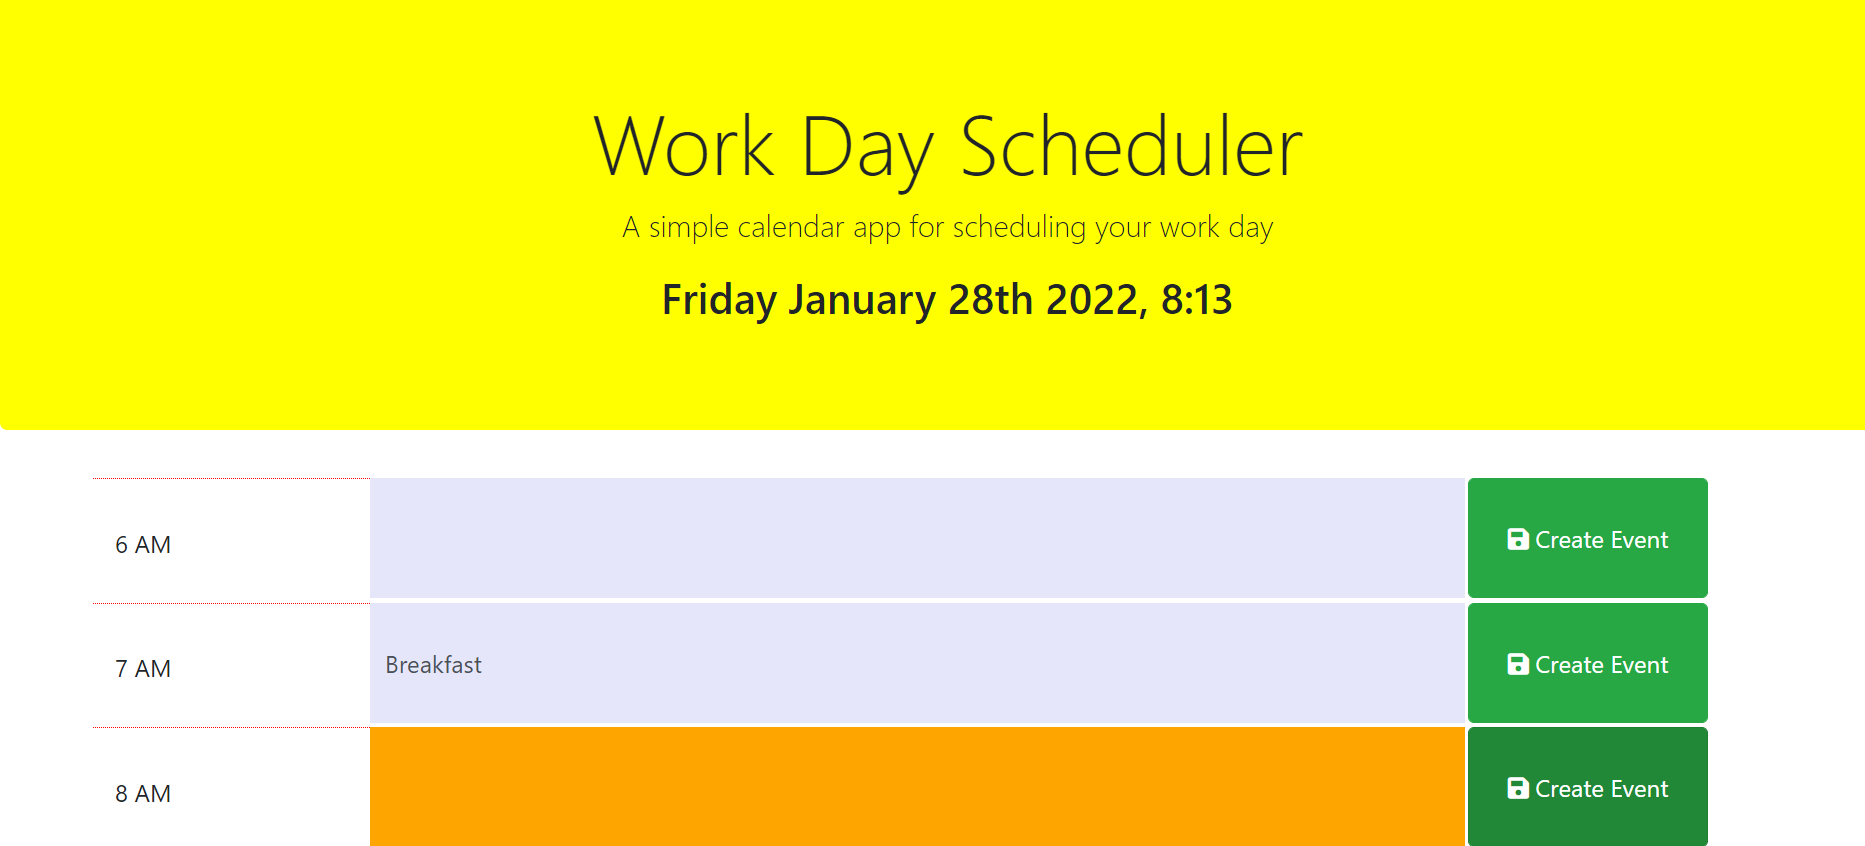 Work Day Scheduler
A simple calendar app for scheduling your work day
Friday January 28th 2022, 8:13
6 AM
Create Event
7 AM
Breakfast
Create Event
8 AM
Create Event